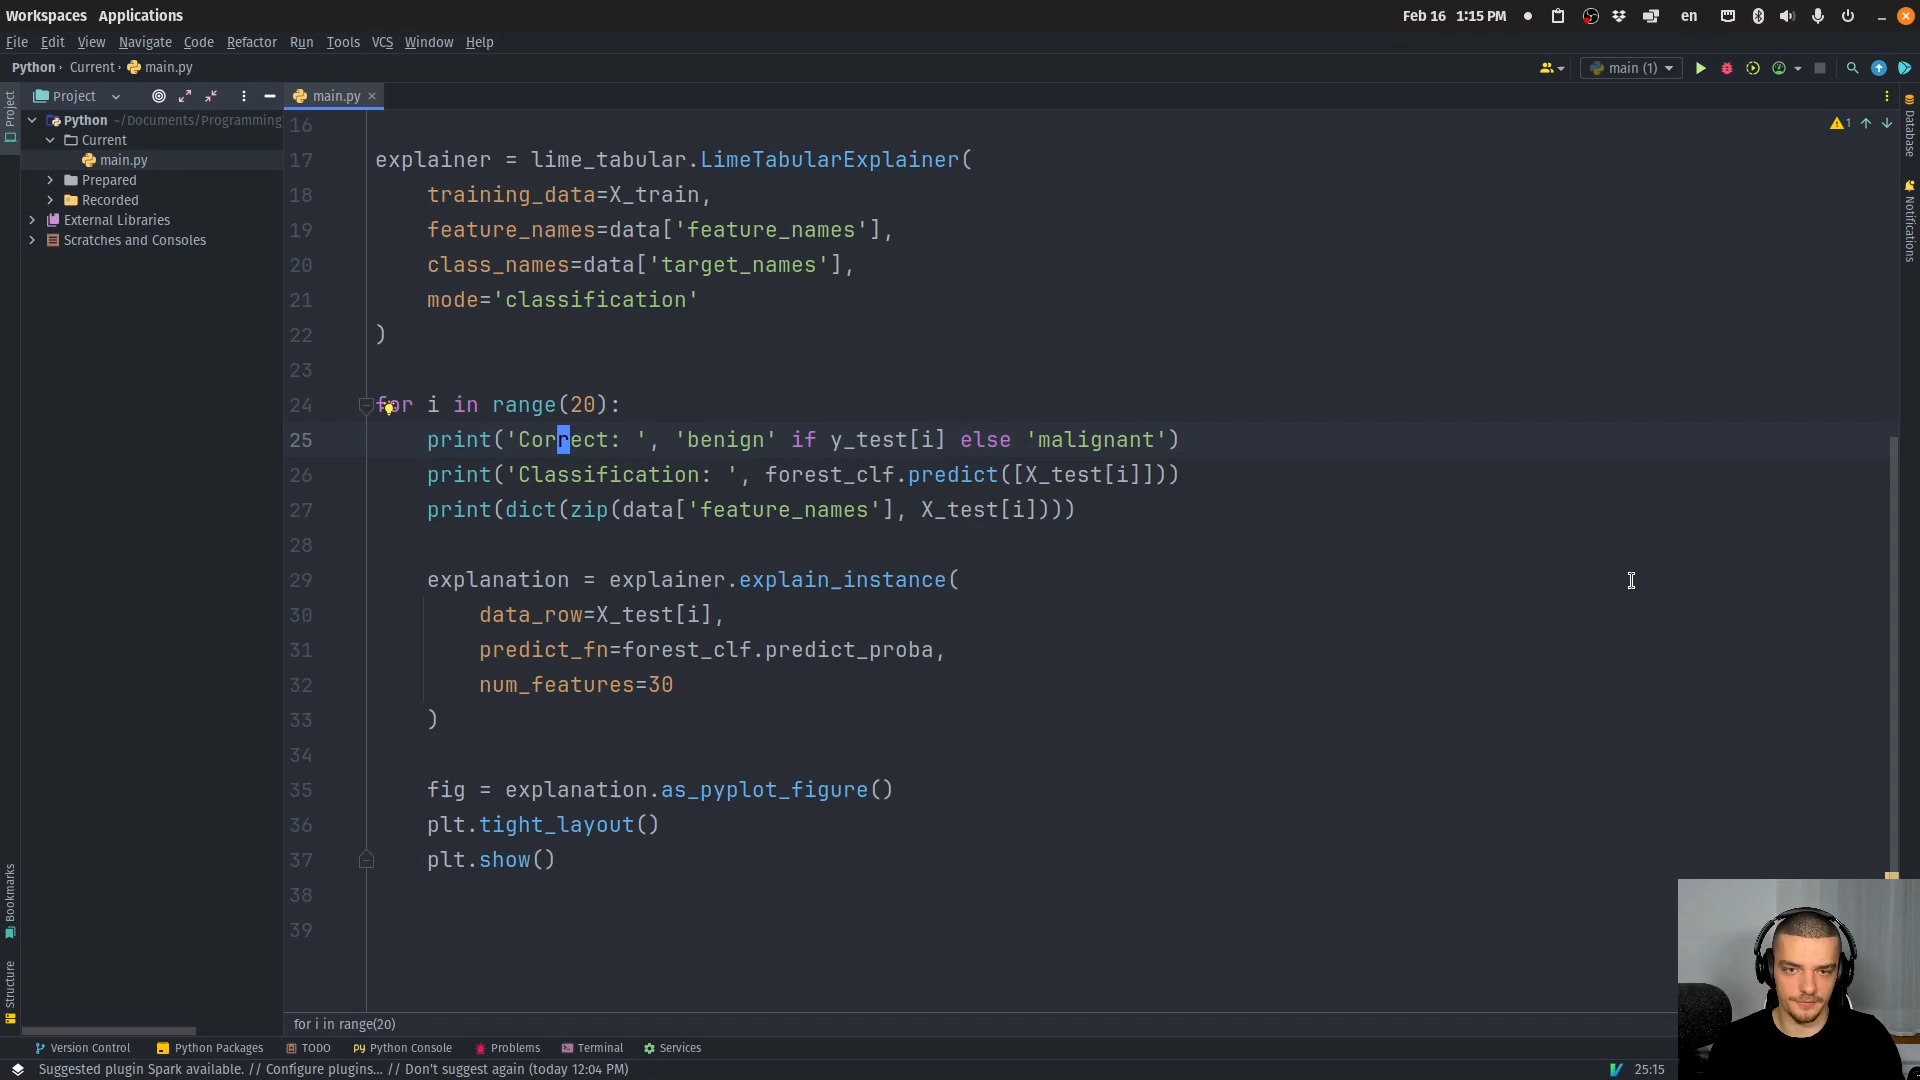 Workspaces Applications
Feb 16 1:15 PM
en
File Edit View Navigate Code Refactor Run Tools VCS Window Help
Python Current main.py
main (1)
Project
main.py
Python ~/Documents/Programming
Current
main.py
Prepared
Recorded
External Libraries
Scratches and Consoles
Project
Bookmarks
Structure
Database
Notifications
1
16
17 explainer = lime_tabular.LimeTabularExplainer(
18 training_data=X_train,
19 feature_names=data['feature_names'],
20 class_names=data['target_names'],
21 mode='classification'
22 )
23
24 for i in range(20):
25 print('Correct: ', 'benign' if y_test[i] else 'malignant')
26 print('Classification: ', forest_clf.predict([X_test[i]]))
27 print(dict(zip(data['feature_names'], X_test[i])))
28
29 explanation = explainer.explain_instance(
30 data_row=X_test[i],
31 predict_fn=forest_clf.predict_proba,
32 num_features=30
33 )
34
35 fig = explanation.as_pyplot_figure()
36 plt.tight_layout()
37 plt.show()
38
39
for i in range(20)
Version Control Python Packages TODO Python Console Problems Terminal Services
Suggested plugin Spark available. // Configure plugins... // Don't suggest again (today 12:04 PM)
25:15